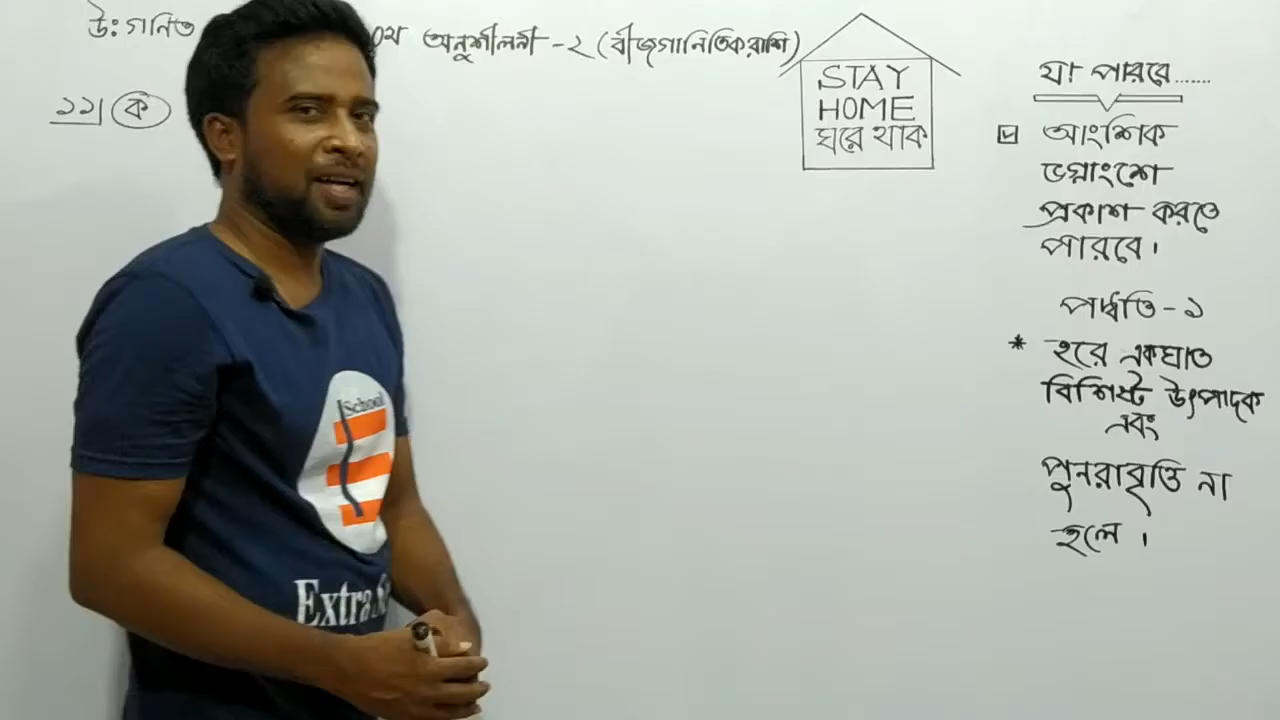 উঃ গনিত অনুশীলনী - ২ (বীজগানিতিক রাশি)
১১| ক
STAY
HOME
ঘরে থাক
যা পারবে.......
আংশিক
ভগ্নাংশে
প্রকাশ করতে
পারবে।
পদ্ধতি - ১
* হরে একঘাত
বিশিষ্ট উৎপাদক
এবং
পুনরাবৃত্তি না
হলে ।
School
Extra